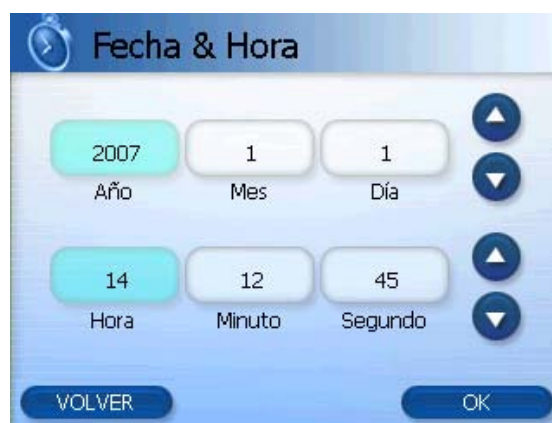 Fecha & Hora
2007 1 1
Año Mes Día
14 12 45
Hora Minuto Segundo
VOLVER OK